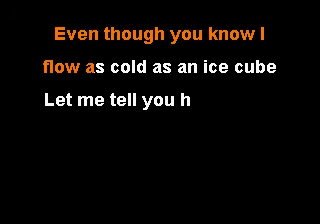 Even though you know I
flow as cold as an ice cube
Let me tell you h